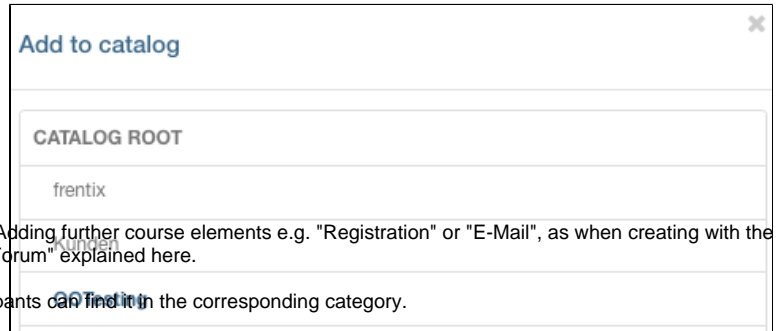 Add to catalog
CATALOG ROOT
frentix
Adding further course elements e.g. "Registration" or "E-Mail", as when creating with the
Kunden
orum" explained here.
pants can find it in the corresponding category.
OOTesting